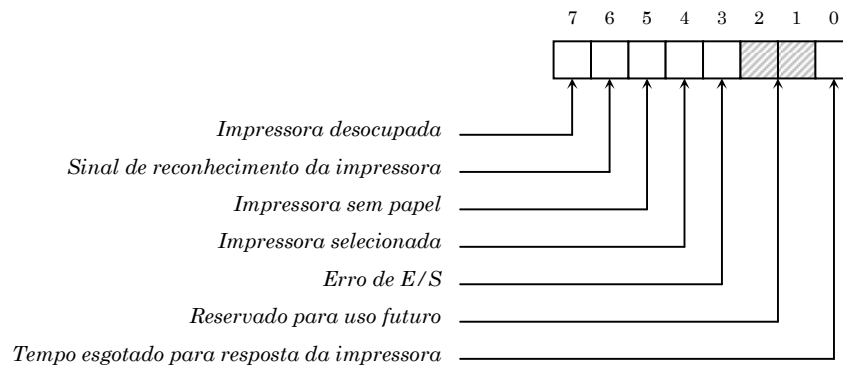 7 6 5 4 3 2 1 0
Impressora desocupada
Sinal de reconhecimento da impressora
Impressora sem papel
Impressora selecionada
Erro de E/S
Reservado para uso futuro
Tempo esgotado para resposta da impressora